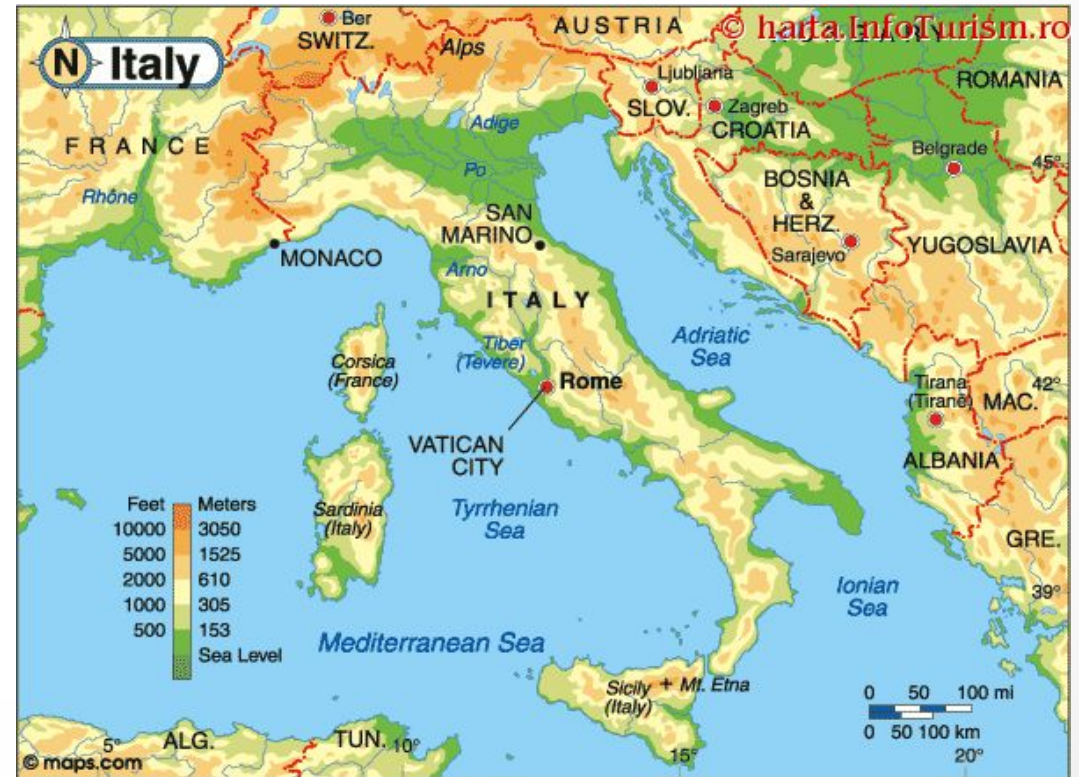 N Italy
Ber
SWITZ.
Alps
AUSTRIA
© harta.InfoTurism.ro
Ljubljana
SLOV.
Zagreb
CROATIA
ROMANIA
FRANCE
Adige
Po
Belgrade
45°
Rhône
BOSNIA
&
HERZ.
Sarajevo
YUGOSLAVIA
SAN
MARINO
MONACO
Arno
ITALY
Adriatic
Sea
Tiber
(Tevere)
Corsica
(France)
Rome
Tirana
(Tiranë)
42°
MAC.
VATICAN
CITY
ALBANIA
Feet Meters
10000 3050
5000 1525
2000 610
1000 305
500 153
Sea Level
Sardinia
(Italy)
Tyrrhenian
Sea
GRE.
Ionian
Sea
39°
Mediterranean Sea
Sicily
(Italy)
+ Mt. Etna
0 50 100 mi
0 50 100 km
5°
ALG.
TUN.
10°
15°
20°
© maps.com